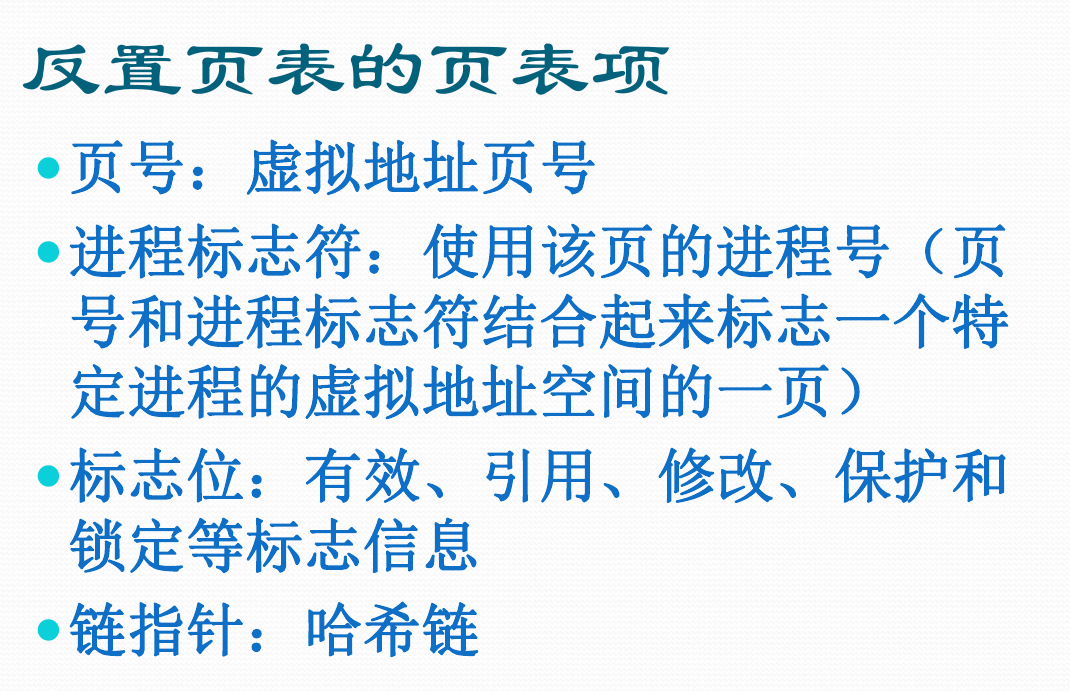 反置页表的页表项
•页号：虚拟地址页号
•进程标志符：使用该页的进程号（页
号和进程标志符结合起来标志一个特
定进程的虚拟地址空间的一页）
•标志位：有效、引用、修改、保护和
锁定等标志信息
•链指针：哈希链